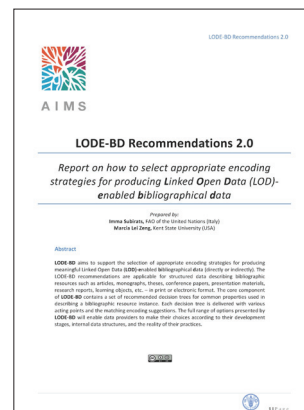 LODE-BD Recommendations 2.0
A I M S
LODE-BD Recommendations 2.0
Report on how to select appropriate encoding
strategies for producing Linked Open Data (LOD)-
enabled bibliographical data
Prepared by:
Imma Subirats, FAO of the United Nations (Italy)
Marcia Lei Zeng, Kent State University (USA)
Abstract
LODE-BD aims to support the selection of appropriate encoding strategies for producing
meaningful Linked Open Data (LOD)-enabled bibliographical data (directly or indirectly). The
LODE-BD recommendations are applicable for structured data describing bibliographic
resources such as articles, monographs, theses, conference papers, presentation materials,
research reports, learning objects, etc. – in print or electronic format. The core component
of LODE-BD contains a set of recommended decision trees for common properties used in
describing a bibliographic resource instance. Each decision tree is delivered with various
acting points and the matching encoding suggestions. The full range of options presented by
LODE-BD will enable data providers to make their choices according to their development
stages, internal data structures, and the reality of their practices.